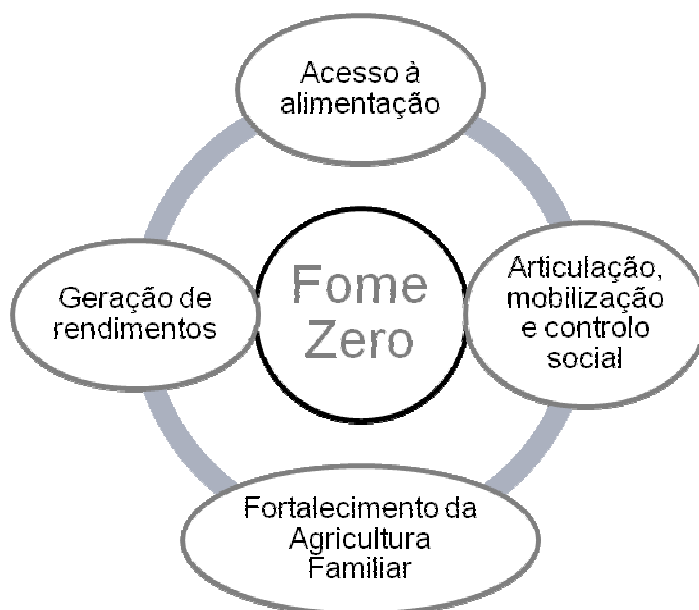 Acesso à
alimentação
Geração de
rendimentos
Fome
Zero
Articulação,
mobilização
e controlo
social
Fortalecimento da
Agricultura
Familiar